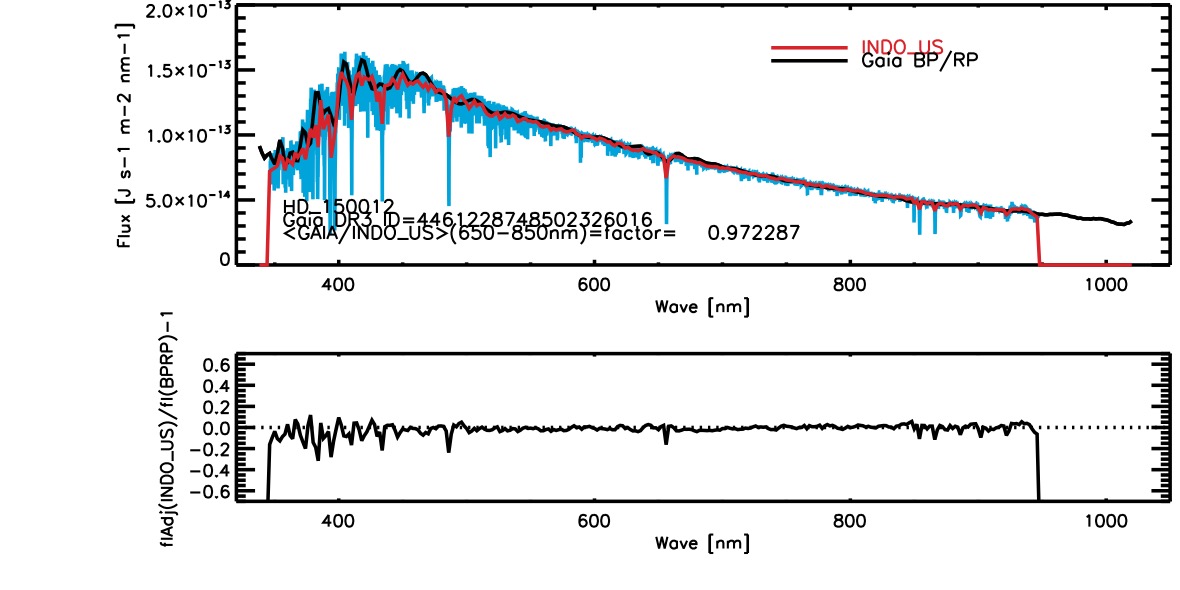 2.0×10−13
1.5×10−13
1.0×10−13
5.0×10−14
0
Flux [J s−1 m−2 nm−1]
INDO_US
Gaia BP/RP
HD_150012
Gaia DR3 ID=4461228748502326016
<GAIA/INDO_US>(650−850nm)=factor= 0.972287
400 600 800 1000
Wave [nm]
flAdj(INDO_US)/fl(BPRP)−1
0.6
0.4
0.2
0.0
−0.2
−0.4
−0.6
400 600 800 1000
Wave [nm]